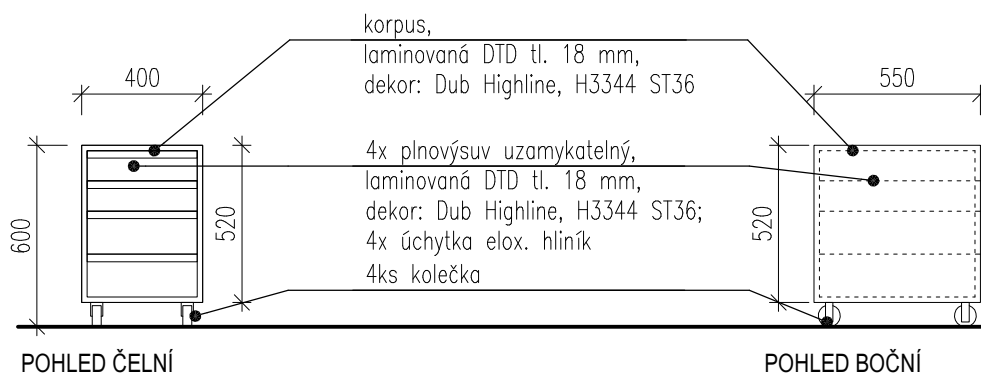 korpus,
laminovaná DTD tl. 18 mm,
dekor: Dub Highline, H3344 ST36
400
550
4x plnovýsuv uzamykatelný,
laminovaná DTD tl. 18 mm,
dekor: Dub Highline, H3344 ST36;
4x úchytka elox. hliník
4ks kolečka
600
520
520
POHLED ČELNÍ
POHLED BOČNÍ